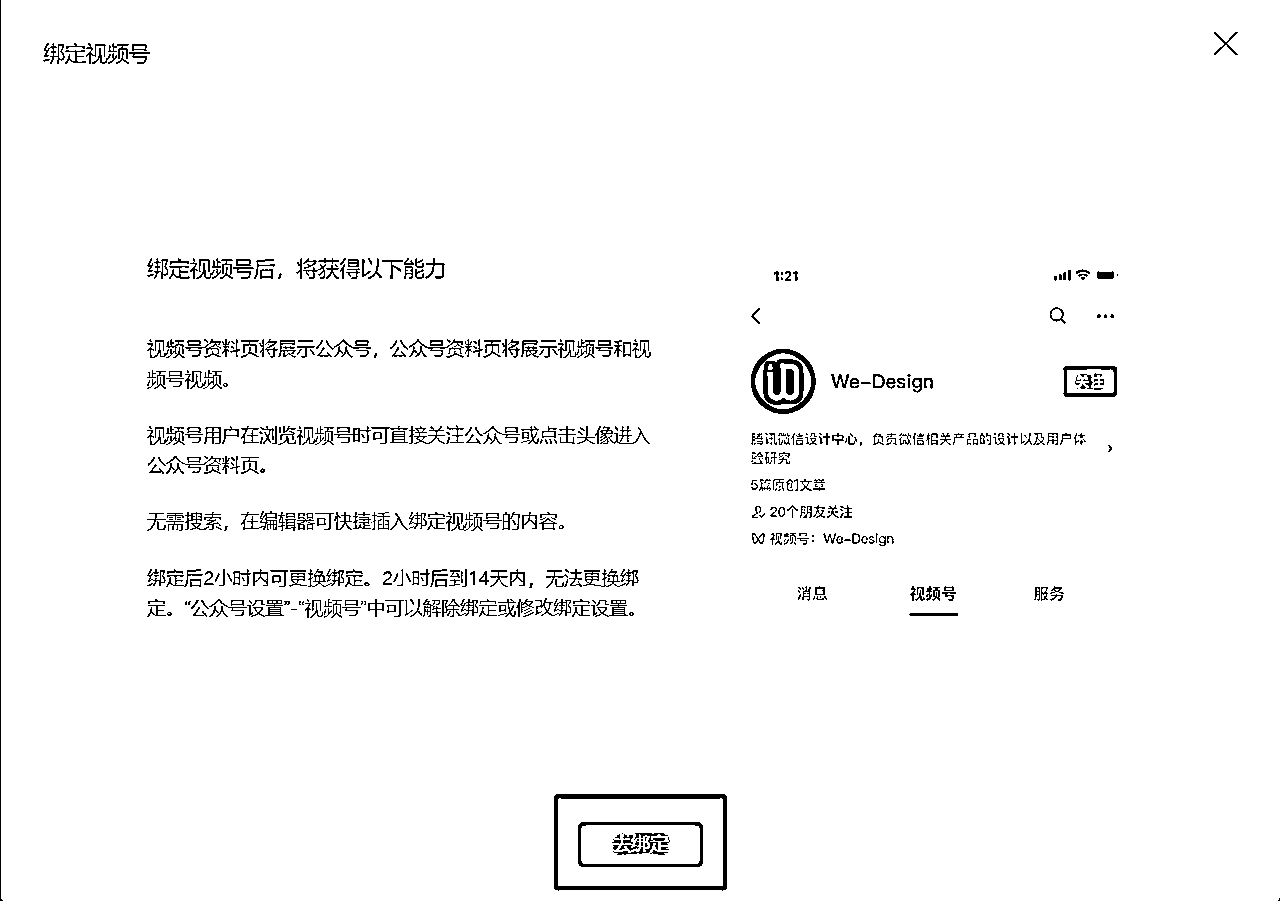 绑定视频号
绑定视频号后，将获得以下能力
视频号资料页将展示公众号，公众号资料页将展示视频号和视
频号视频。
视频号用户在浏览视频号时可直接关注公众号或点击头像进入
公众号资料页。
无需搜索，在编辑器可快捷插入绑定视频号的内容。
绑定后2小时内可更换绑定。2小时后到14天内，无法更换绑
定。“公众号设置”-“视频号”中可以解除绑定或修改绑定设置。
1:21
We-Design
关注
腾讯微信设计中心，负责微信相关产品的设计以及用户体
验研究
5篇原创文章
20个朋友关注
视频号：We-Design
消息 视频号 服务
去绑定